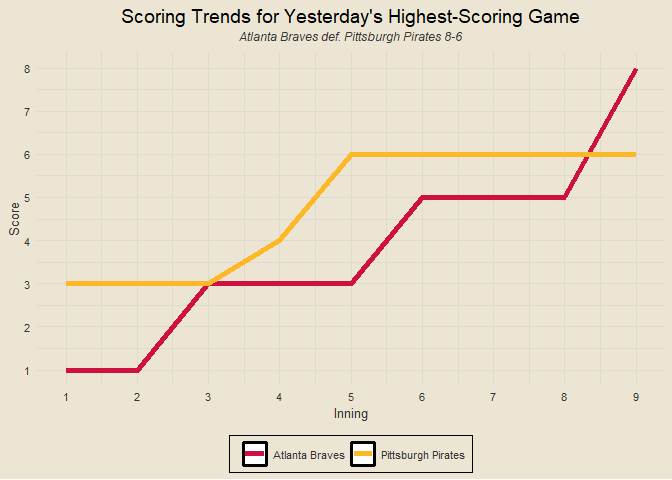 Scoring Trends for Yesterday's Highest-Scoring Game
Atlanta Braves def. Pittsburgh Pirates 8-6
8
7
6
5
4
3
2
1
Score
1 2 3 4 5 6 7 8 9
Inning
Atlanta Braves Pittsburgh Pirates